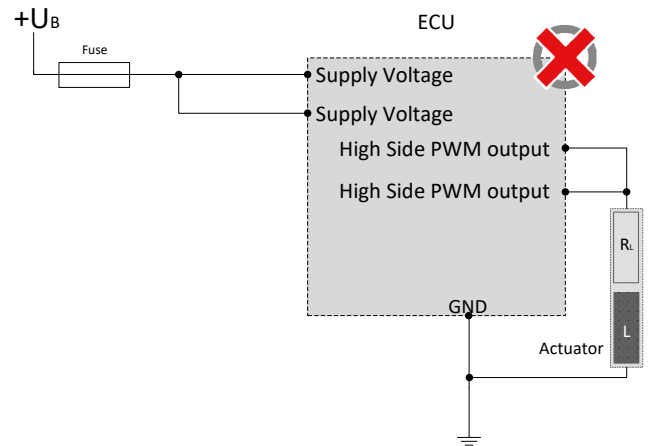 +UB
ECU
Fuse
Supply Voltage
Supply Voltage
High Side PWM output
High Side PWM output
RL
GND
L
Actuator